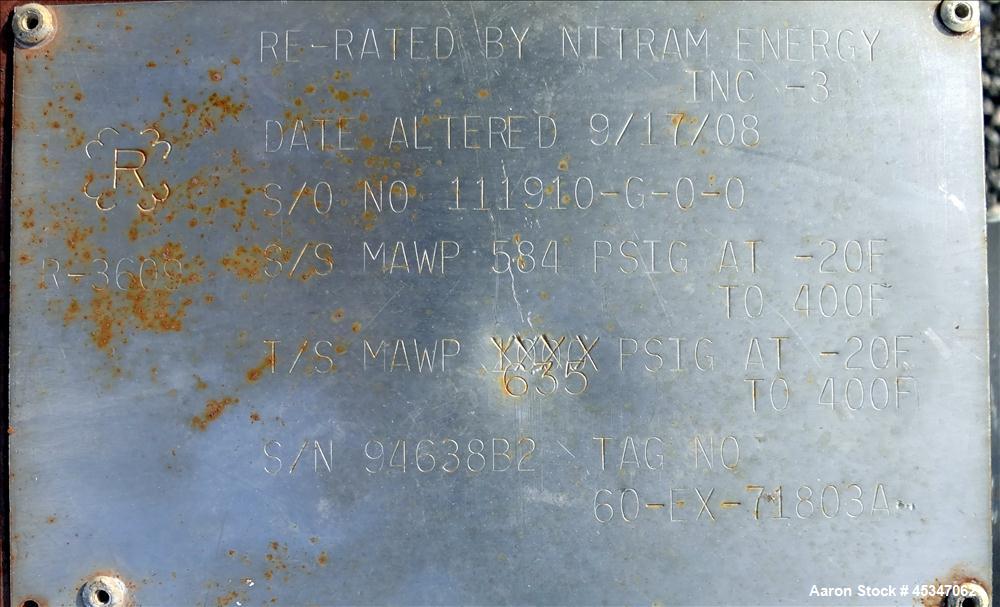 RE-RATED BY NITRAM ENERGY
INC -3
DATE ALTERED 9/17/08
R
S/O NO 111910-G-0-0
R-3609
S/S MAWP 584 PSIG AT -20F
TO 400F
T/S MAWP XXXX PSIG AT -20F
635
TO 400F
S/N 94638B2 TAG NO
60-EX-71803A
Aaron Stock # 45347062